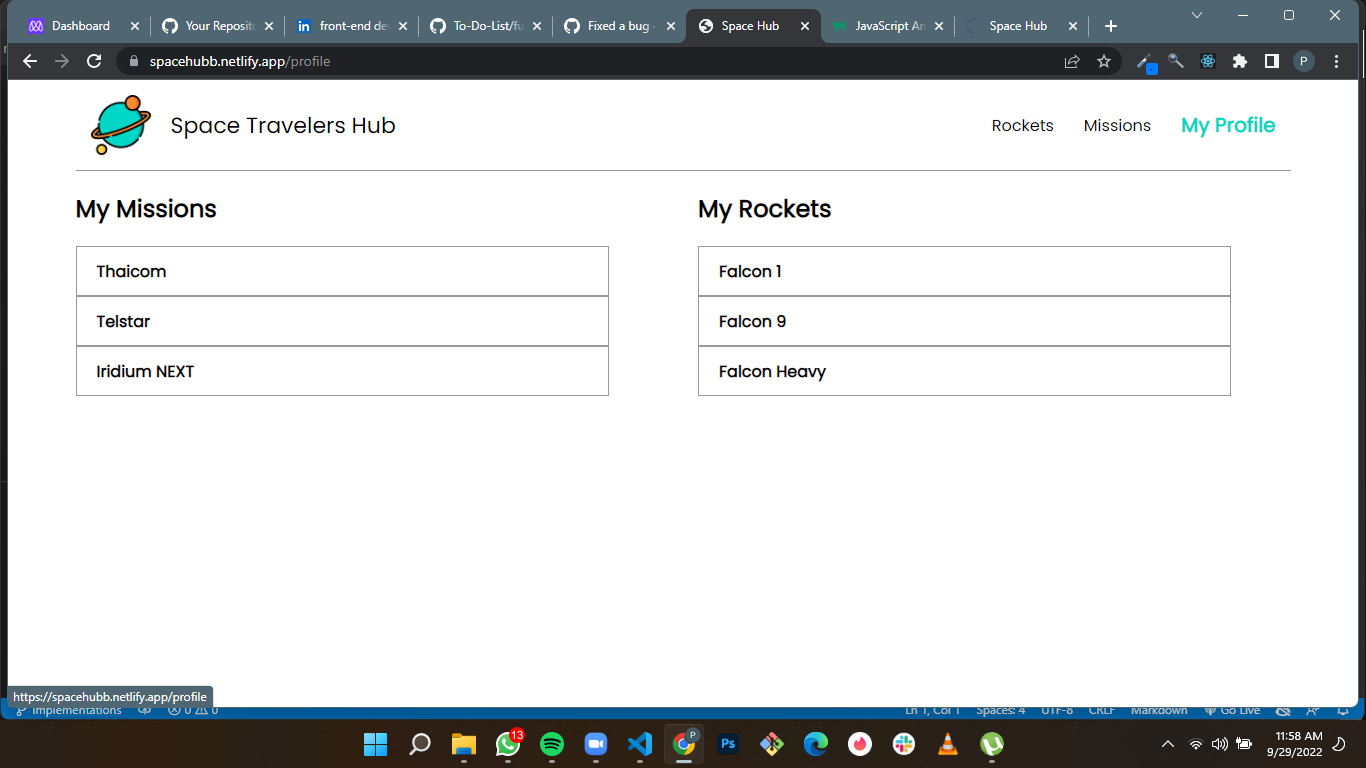 Dashboard
Your Reposito
front-end de
To-Do-List/fu
Fixed a bug
Space Hub
JavaScript An
Space Hub
spacehubb.netlify.app/profile
P
Space Travelers Hub
Rockets
Missions
My Profile
My Missions
My Rockets
Thaicom
Falcon 1
Telstar
Falcon 9
Iridium NEXT
Falcon Heavy
https://spacehubb.netlify.app/profile
Implementations
0
0
Ln 1, Col 1
Spaces: 4
UTF-8
CRLF
Markdown
Go Live
13
P
Ps
11:58 AM
9/29/2022